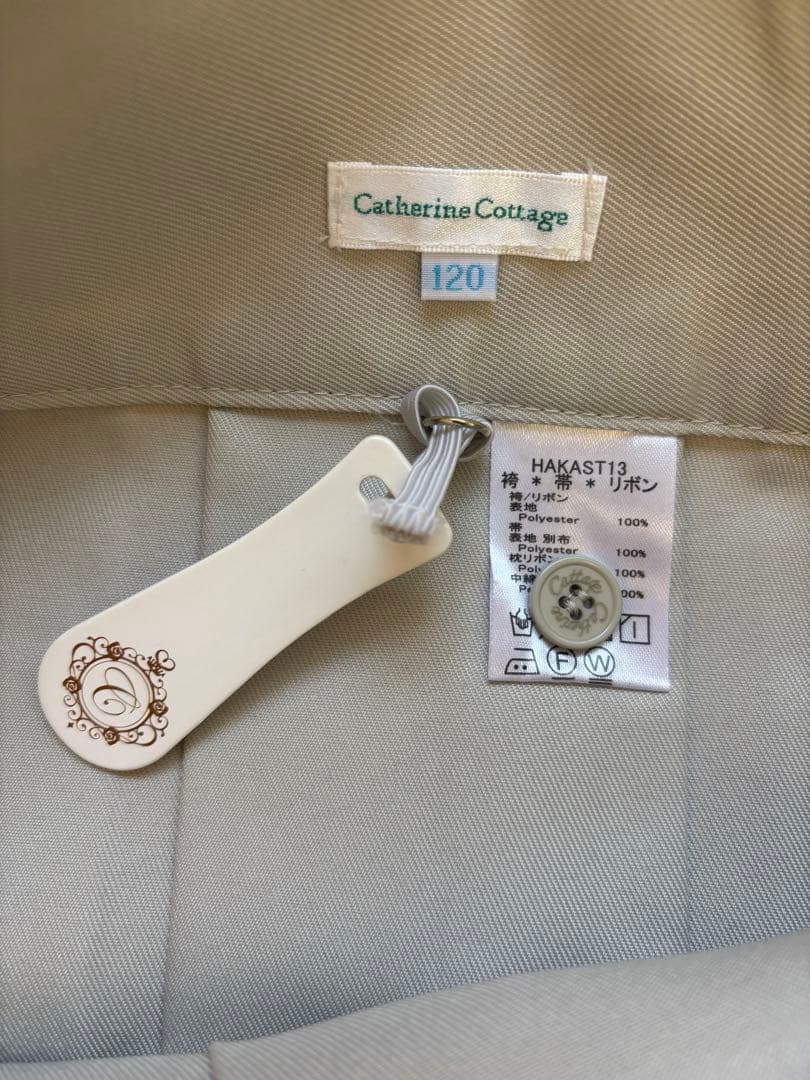 Catherine Cottage
120
HAKAST13
袴 * 帯 * リボン
袴/リボン
表地
Polyester 100%
帯
表地 別布
Polyester 100%
100%
Cottage
F W